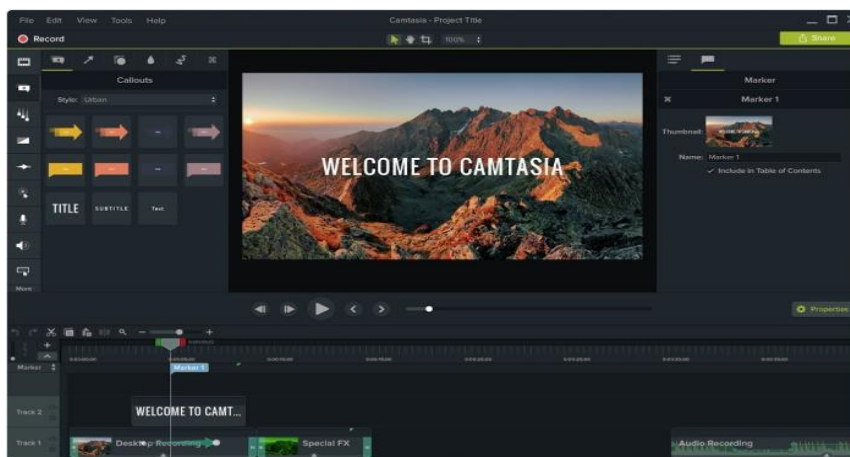 File Edit View Tools Help
Camtasia - Project Title
Record
100%
Share
Callouts
Style: Urban
TITLE
SUBTITLE
Text
More
WELCOME TO CAMTASIA
Marker
Marker 1
Thumbnail:
Name: Marker 1
Include in Table of Contents
Properties
Marker
Marker 1
Track 2
WELCOME TO CAMT...
Track 1
Desktop Recording
Special FX
Audio Recording